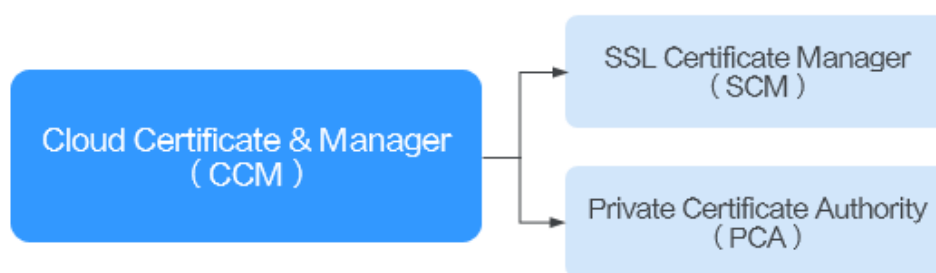 Cloud Certificate & Manager
（CCM）
SSL Certificate Manager
（SCM）
Private Certificate Authority
（PCA）